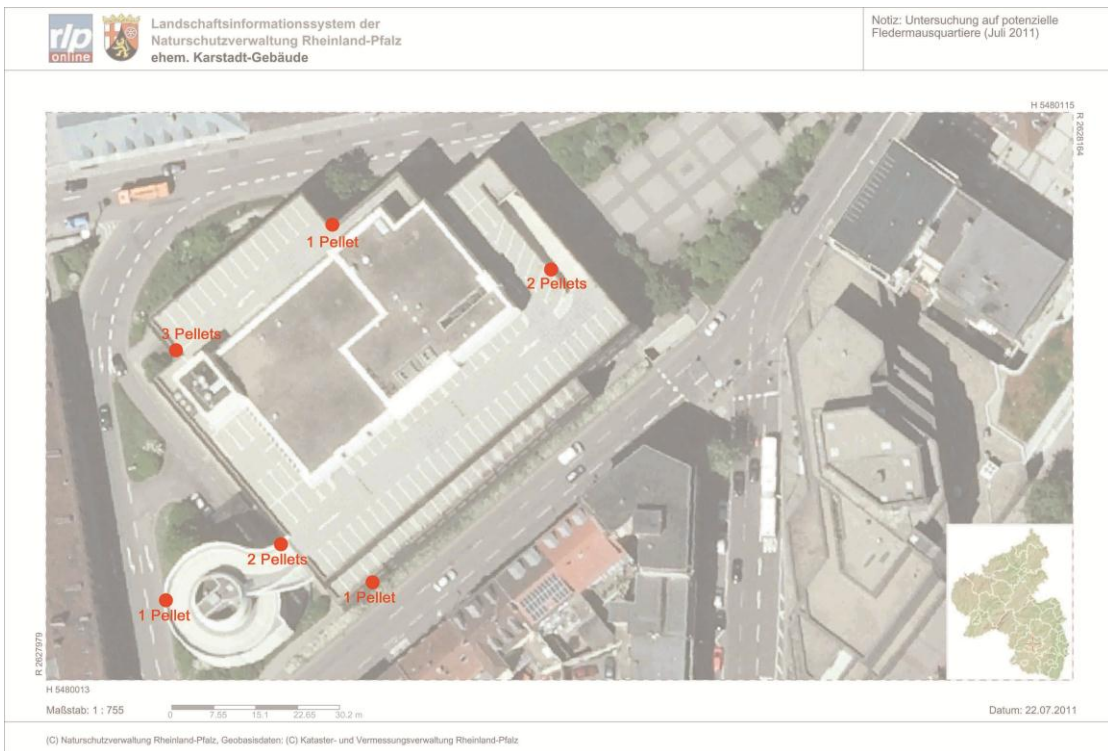 rlp
online
Landschaftsinformationssystem der
Naturschutzverwaltung Rheinland-Pfalz
ehem. Karstadt-Gebäude
Notiz: Untersuchung auf potenzielle
Fledermausquartiere (Juli 2011)
H 5480115
R 2628164
1 Pellet
2 Pellets
3 Pellets
2 Pellets
1 Pellet
1 Pellet
R 2627979
H 5480013
Maßstab: 1 : 755
0 7.55 15.1 22.65 30.2 m
Datum: 22.07.2011
(C) Naturschutzverwaltung Rheinland-Pfalz, Geobasisdaten: (C) Kataster- und Vermessungsverwaltung Rheinland-Pfalz